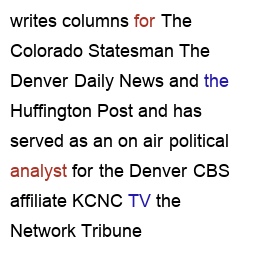 writes columns for The
Colorado Statesman The
Denver Daily News and the
Huffington Post and has
served as an on air political
analyst for the Denver CBS
affiliate KCNC TV the
Network Tribune